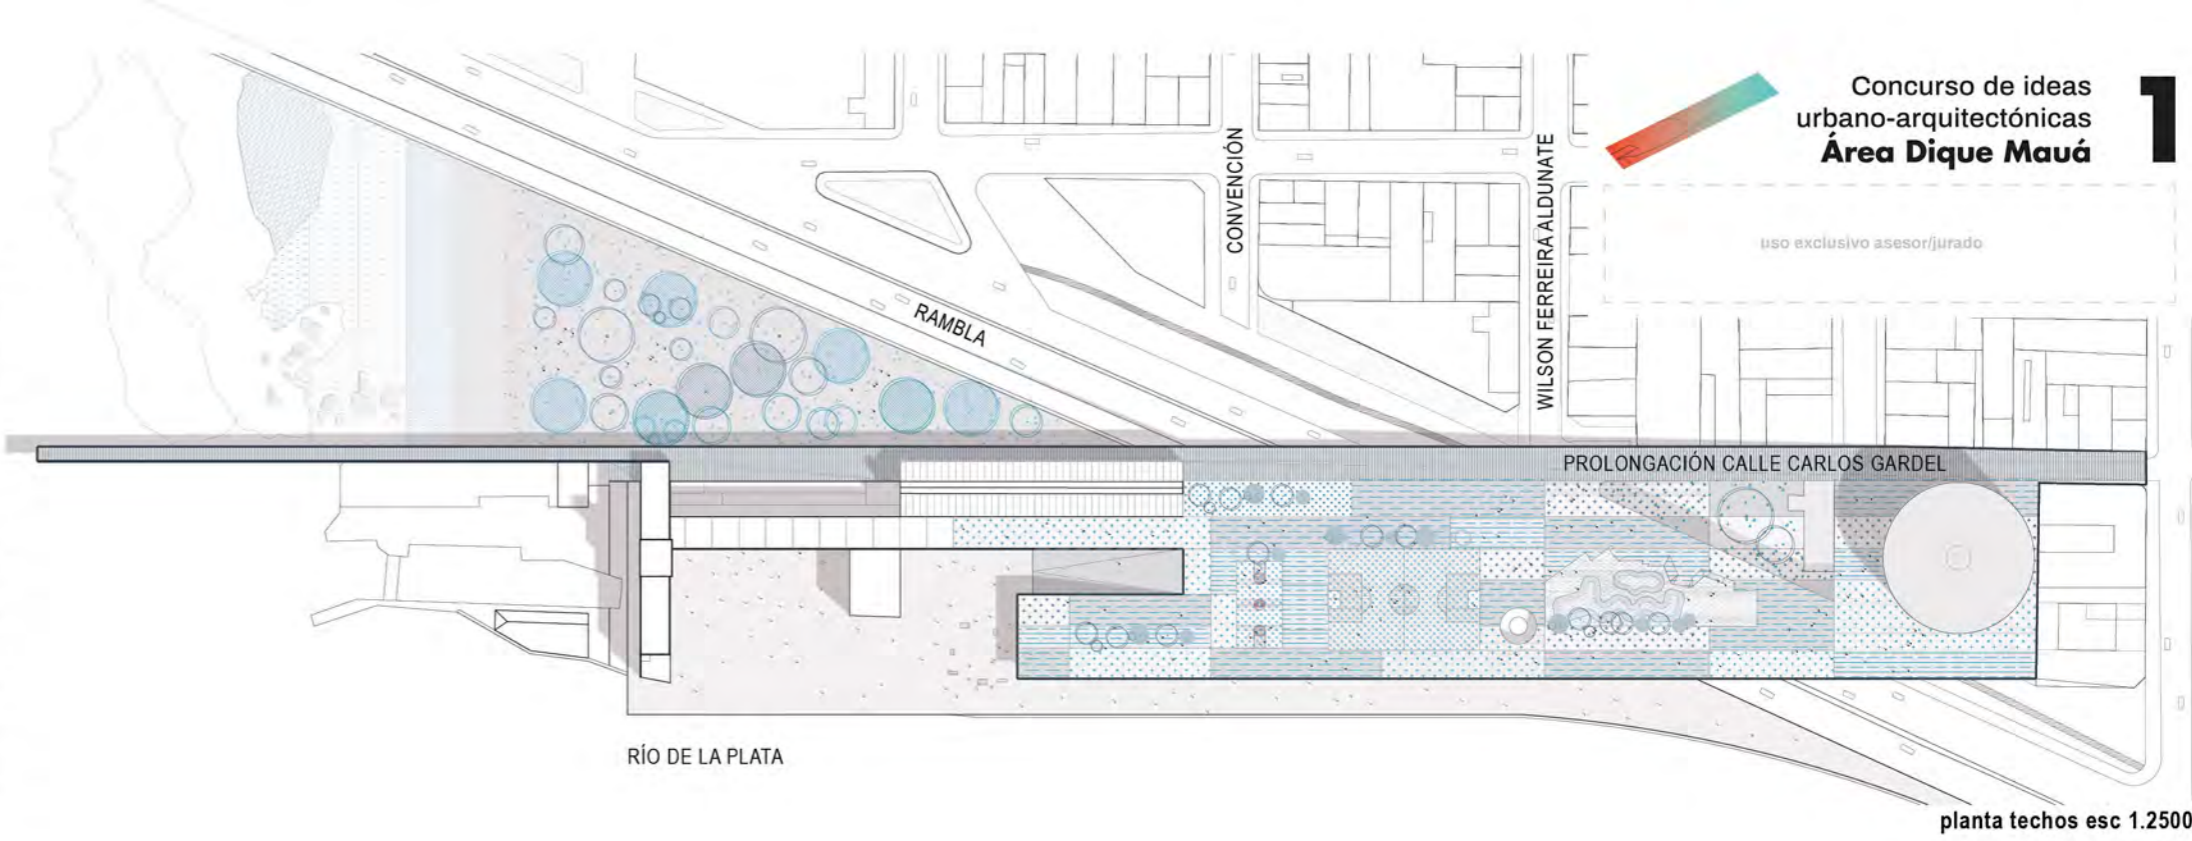 Concurso de ideas
urbano-arquitectónicas
Área Dique Mauá
1
uso exclusivo asesor/jurado
CONVENCIÓN
WILSON FERREIRA ALDUNATE
RAMBLA
PROLONGACIÓN CALLE CARLOS GARDEL
RÍO DE LA PLATA
planta techos esc 1.2500